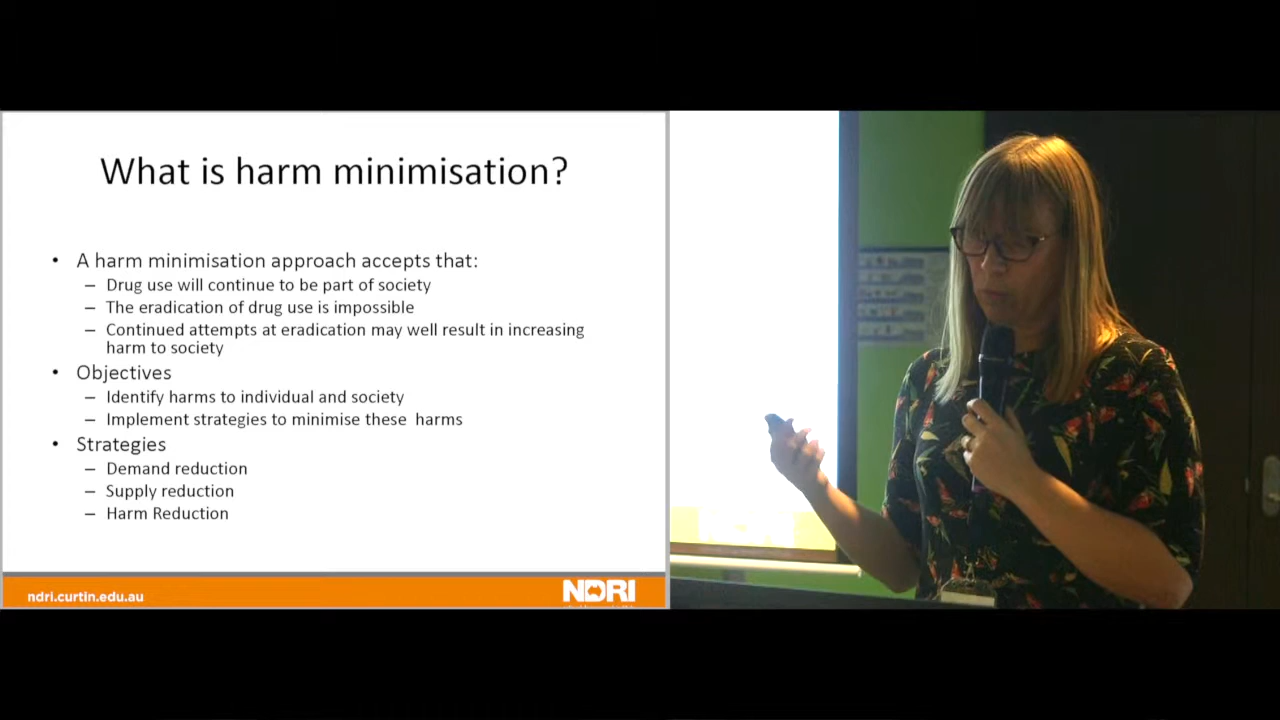 What is harm minimisation?
• A harm minimisation approach accepts that:
– Drug use will continue to be part of society
– The eradication of drug use is impossible
– Continued attempts at eradication may well result in increasing
harm to society
• Objectives
– Identify harms to individual and society
– Implement strategies to minimise these harms
• Strategies
– Demand reduction
– Supply reduction
– Harm Reduction
ndri.curtin.edu.au
NDRI